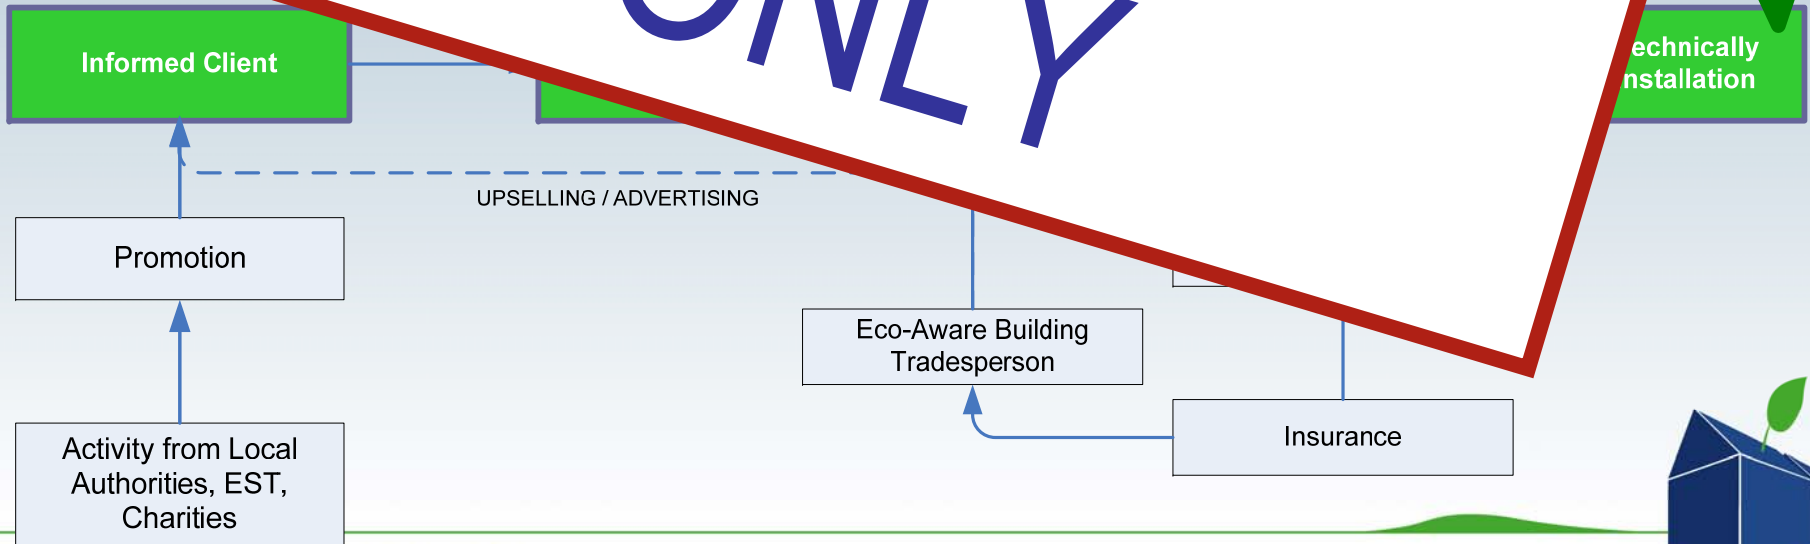 ONLY
Informed Client
echnically
nstallation
UPSELLING / ADVERTISING
Promotion
Eco-Aware Building
Tradesperson
Insurance
Activity from Local
Authorities, EST,
Charities